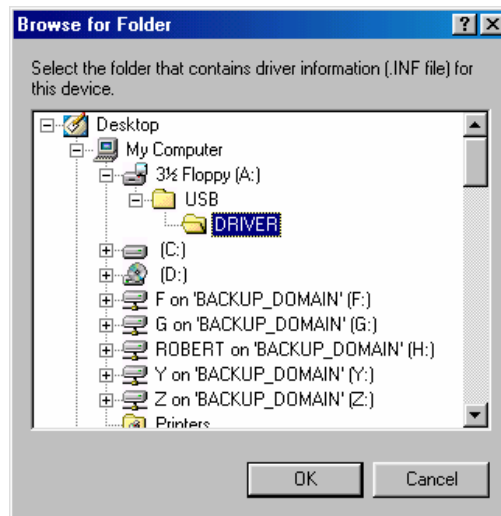 Browse for Folder
Select the folder that contains driver information (.INF file) for
this device.
Desktop
My Computer
3½ Floppy (A:)
USB
DRIVER
(C:)
(D:)
F on 'BACKUP_DOMAIN' (F:)
G on 'BACKUP_DOMAIN' (G:)
ROBERT on 'BACKUP_DOMAIN' (H:)
Y on 'BACKUP_DOMAIN' (Y:)
Z on 'BACKUP_DOMAIN' (Z:)
Printers
OK Cancel